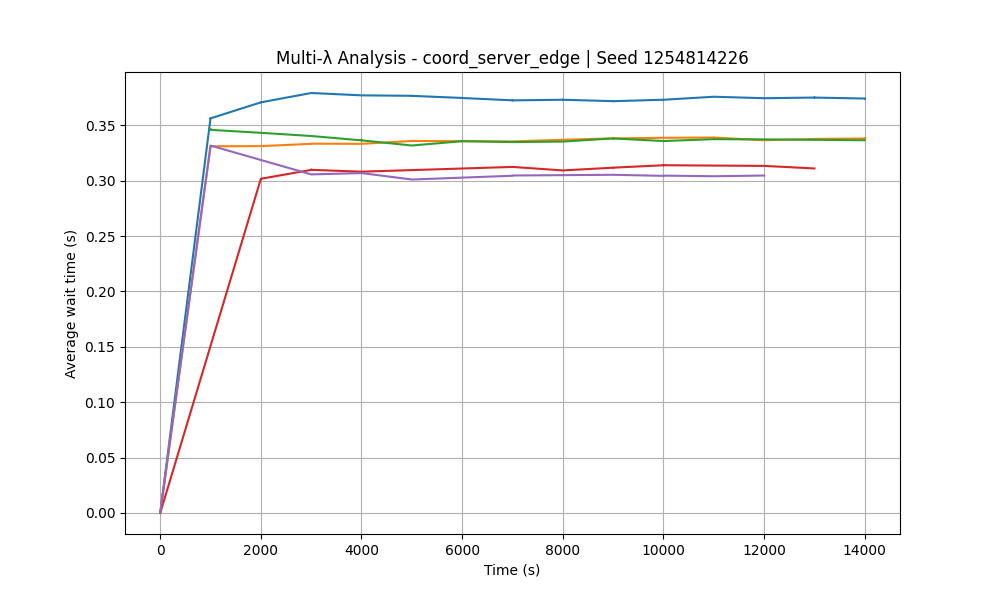 Multi-λ Analysis - coord_server_edge | Seed 1254814226
Average wait time (s)
0.35
0.30
0.25
0.20
0.15
0.10
0.05
0.00
0 2000 4000 6000 8000 10000 12000 14000
Time (s)